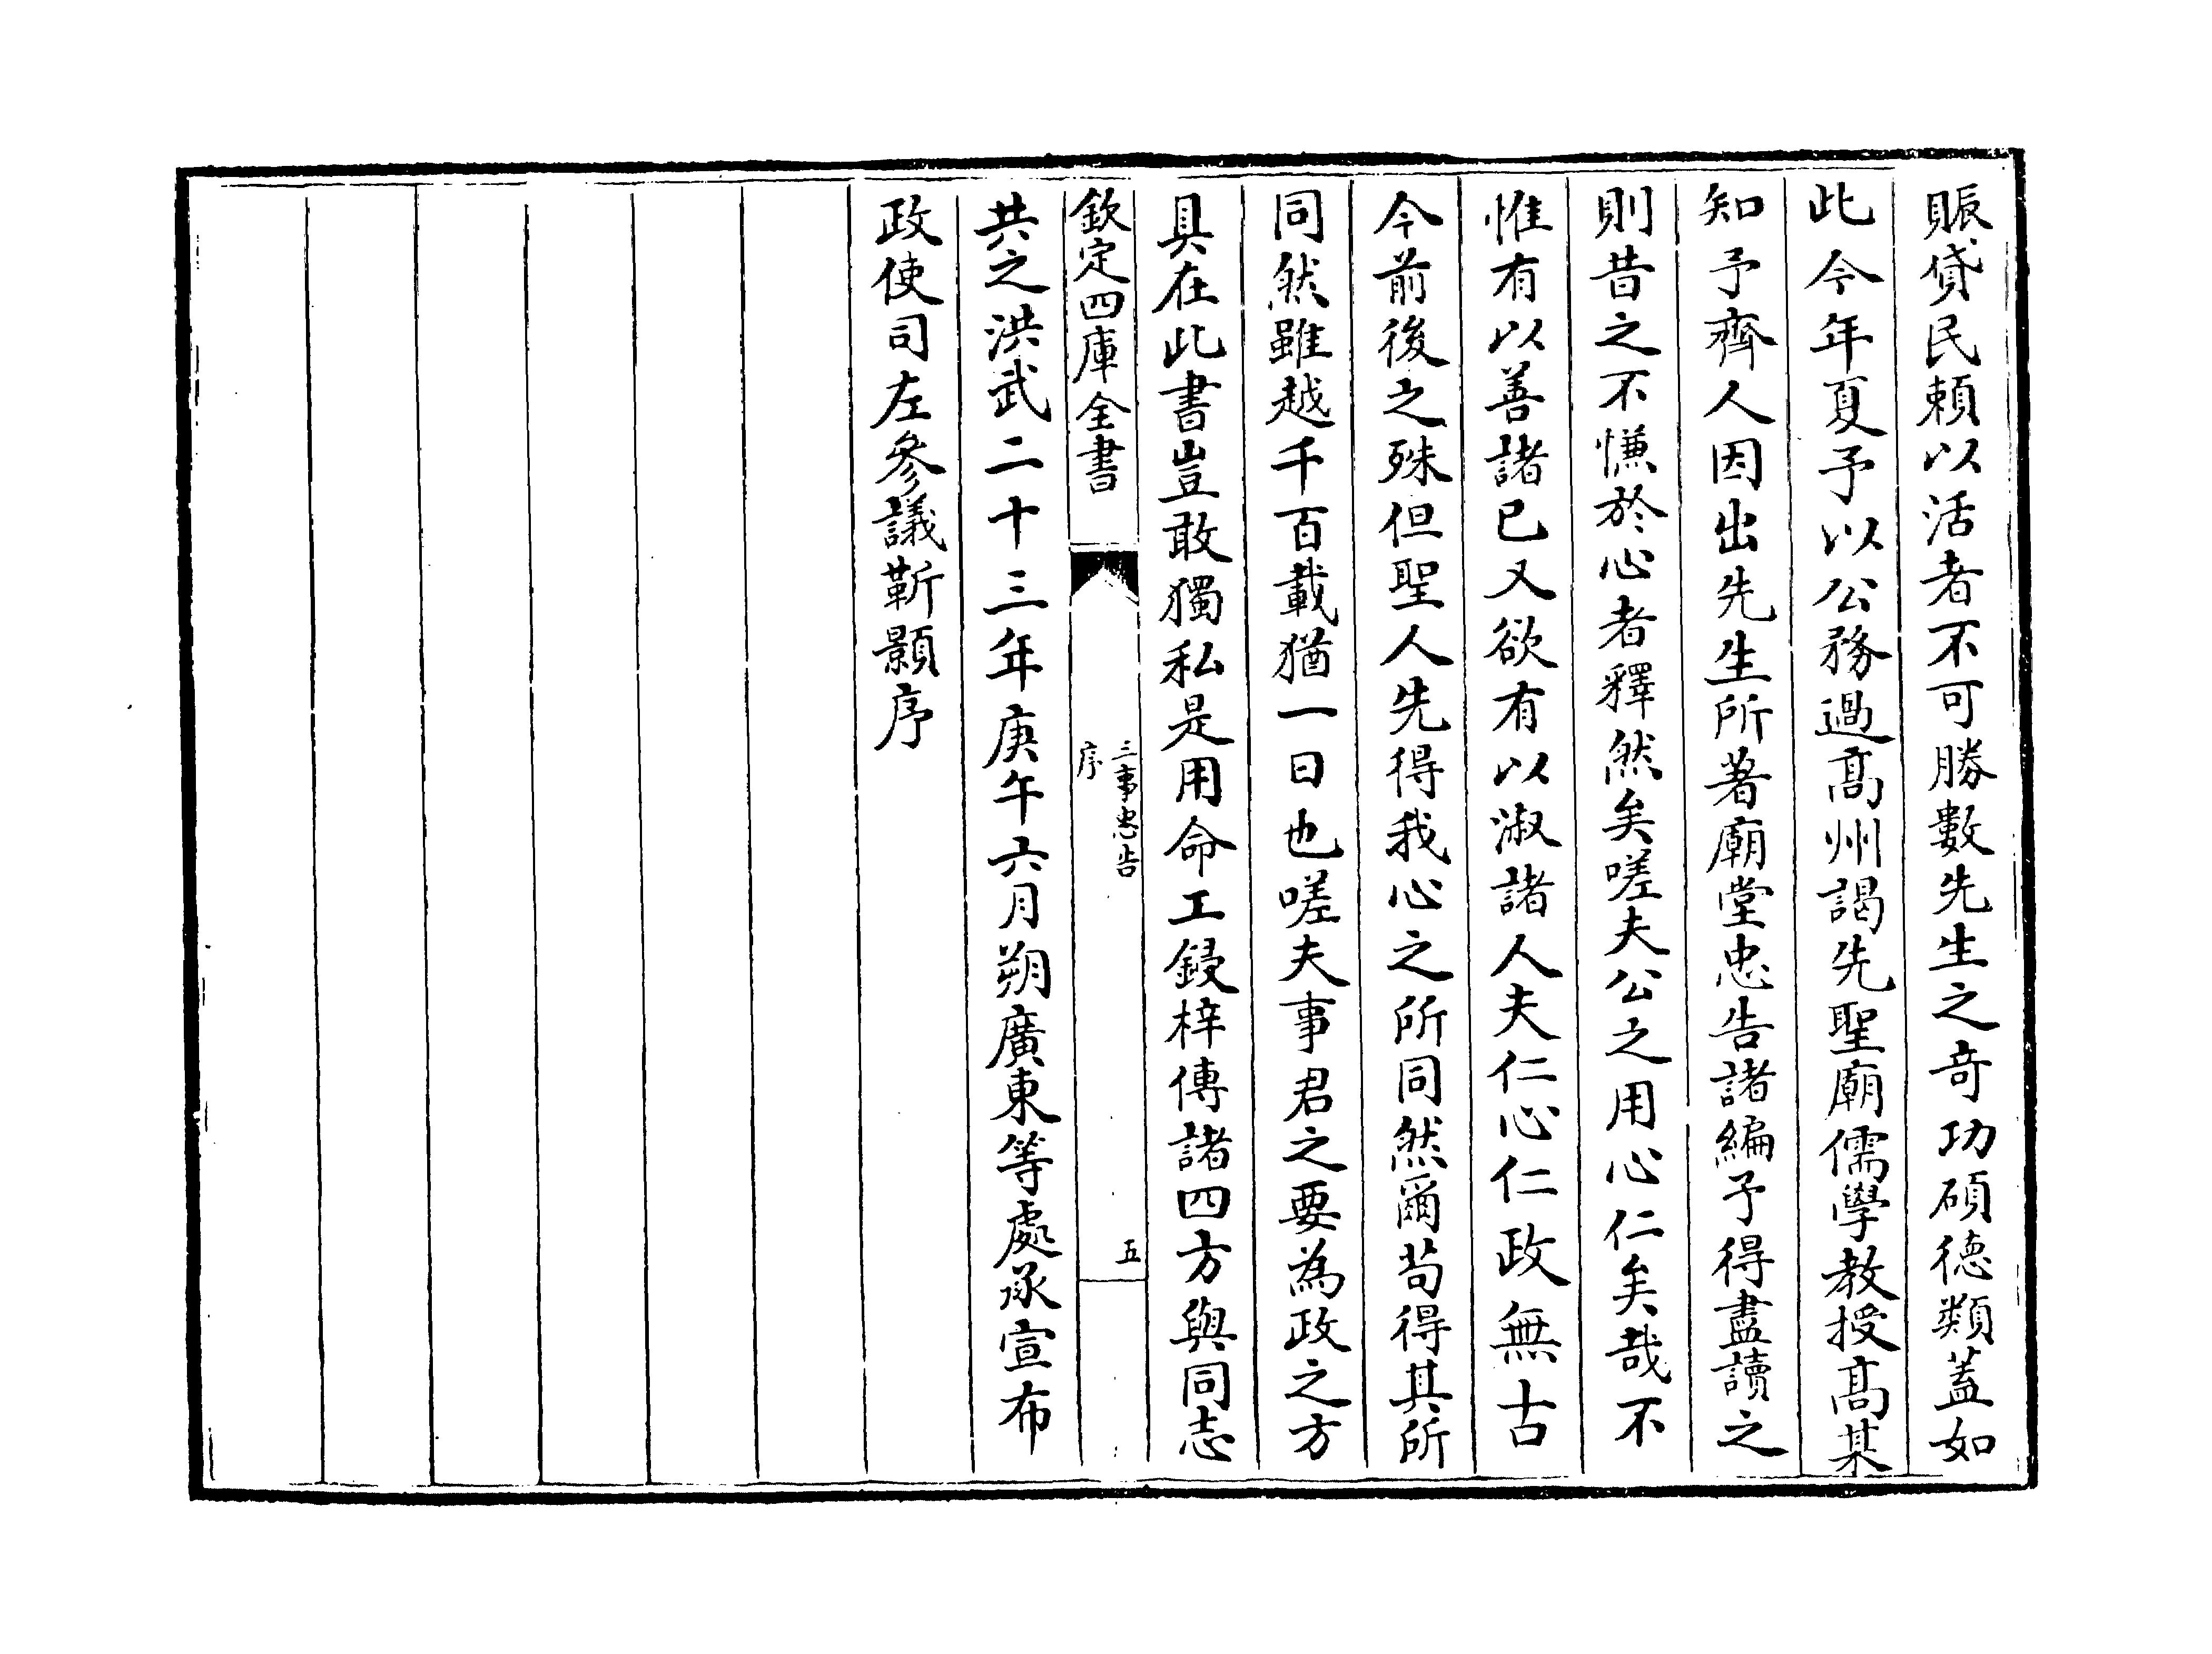 賑貸民頼以活者不可勝數先生之竒功碩徳類蓋如
此今年夏予以公務過髙州謁先聖廟儒學教授髙某
知予齊人因出先生所著廟堂忠告諸編予得盡讀之
則昔之不慊於心者釋然矣嗟夫公之用心仁矣哉不
惟有以善諸已又欲有以淑諸人夫仁心仁政無古
今前後之殊但聖人先得我心之所同然爾茍得其所
同然雖越千百載猶一日也嗟夫事君之要為政之方
具在此書豈敢獨私是用命工鋟梓傳諸四方與同志
欽定四庫全書
三事忠告
序
五
共之洪武二十三年庚午六月朔廣東等處承宣布
政使司左參議靳顥序